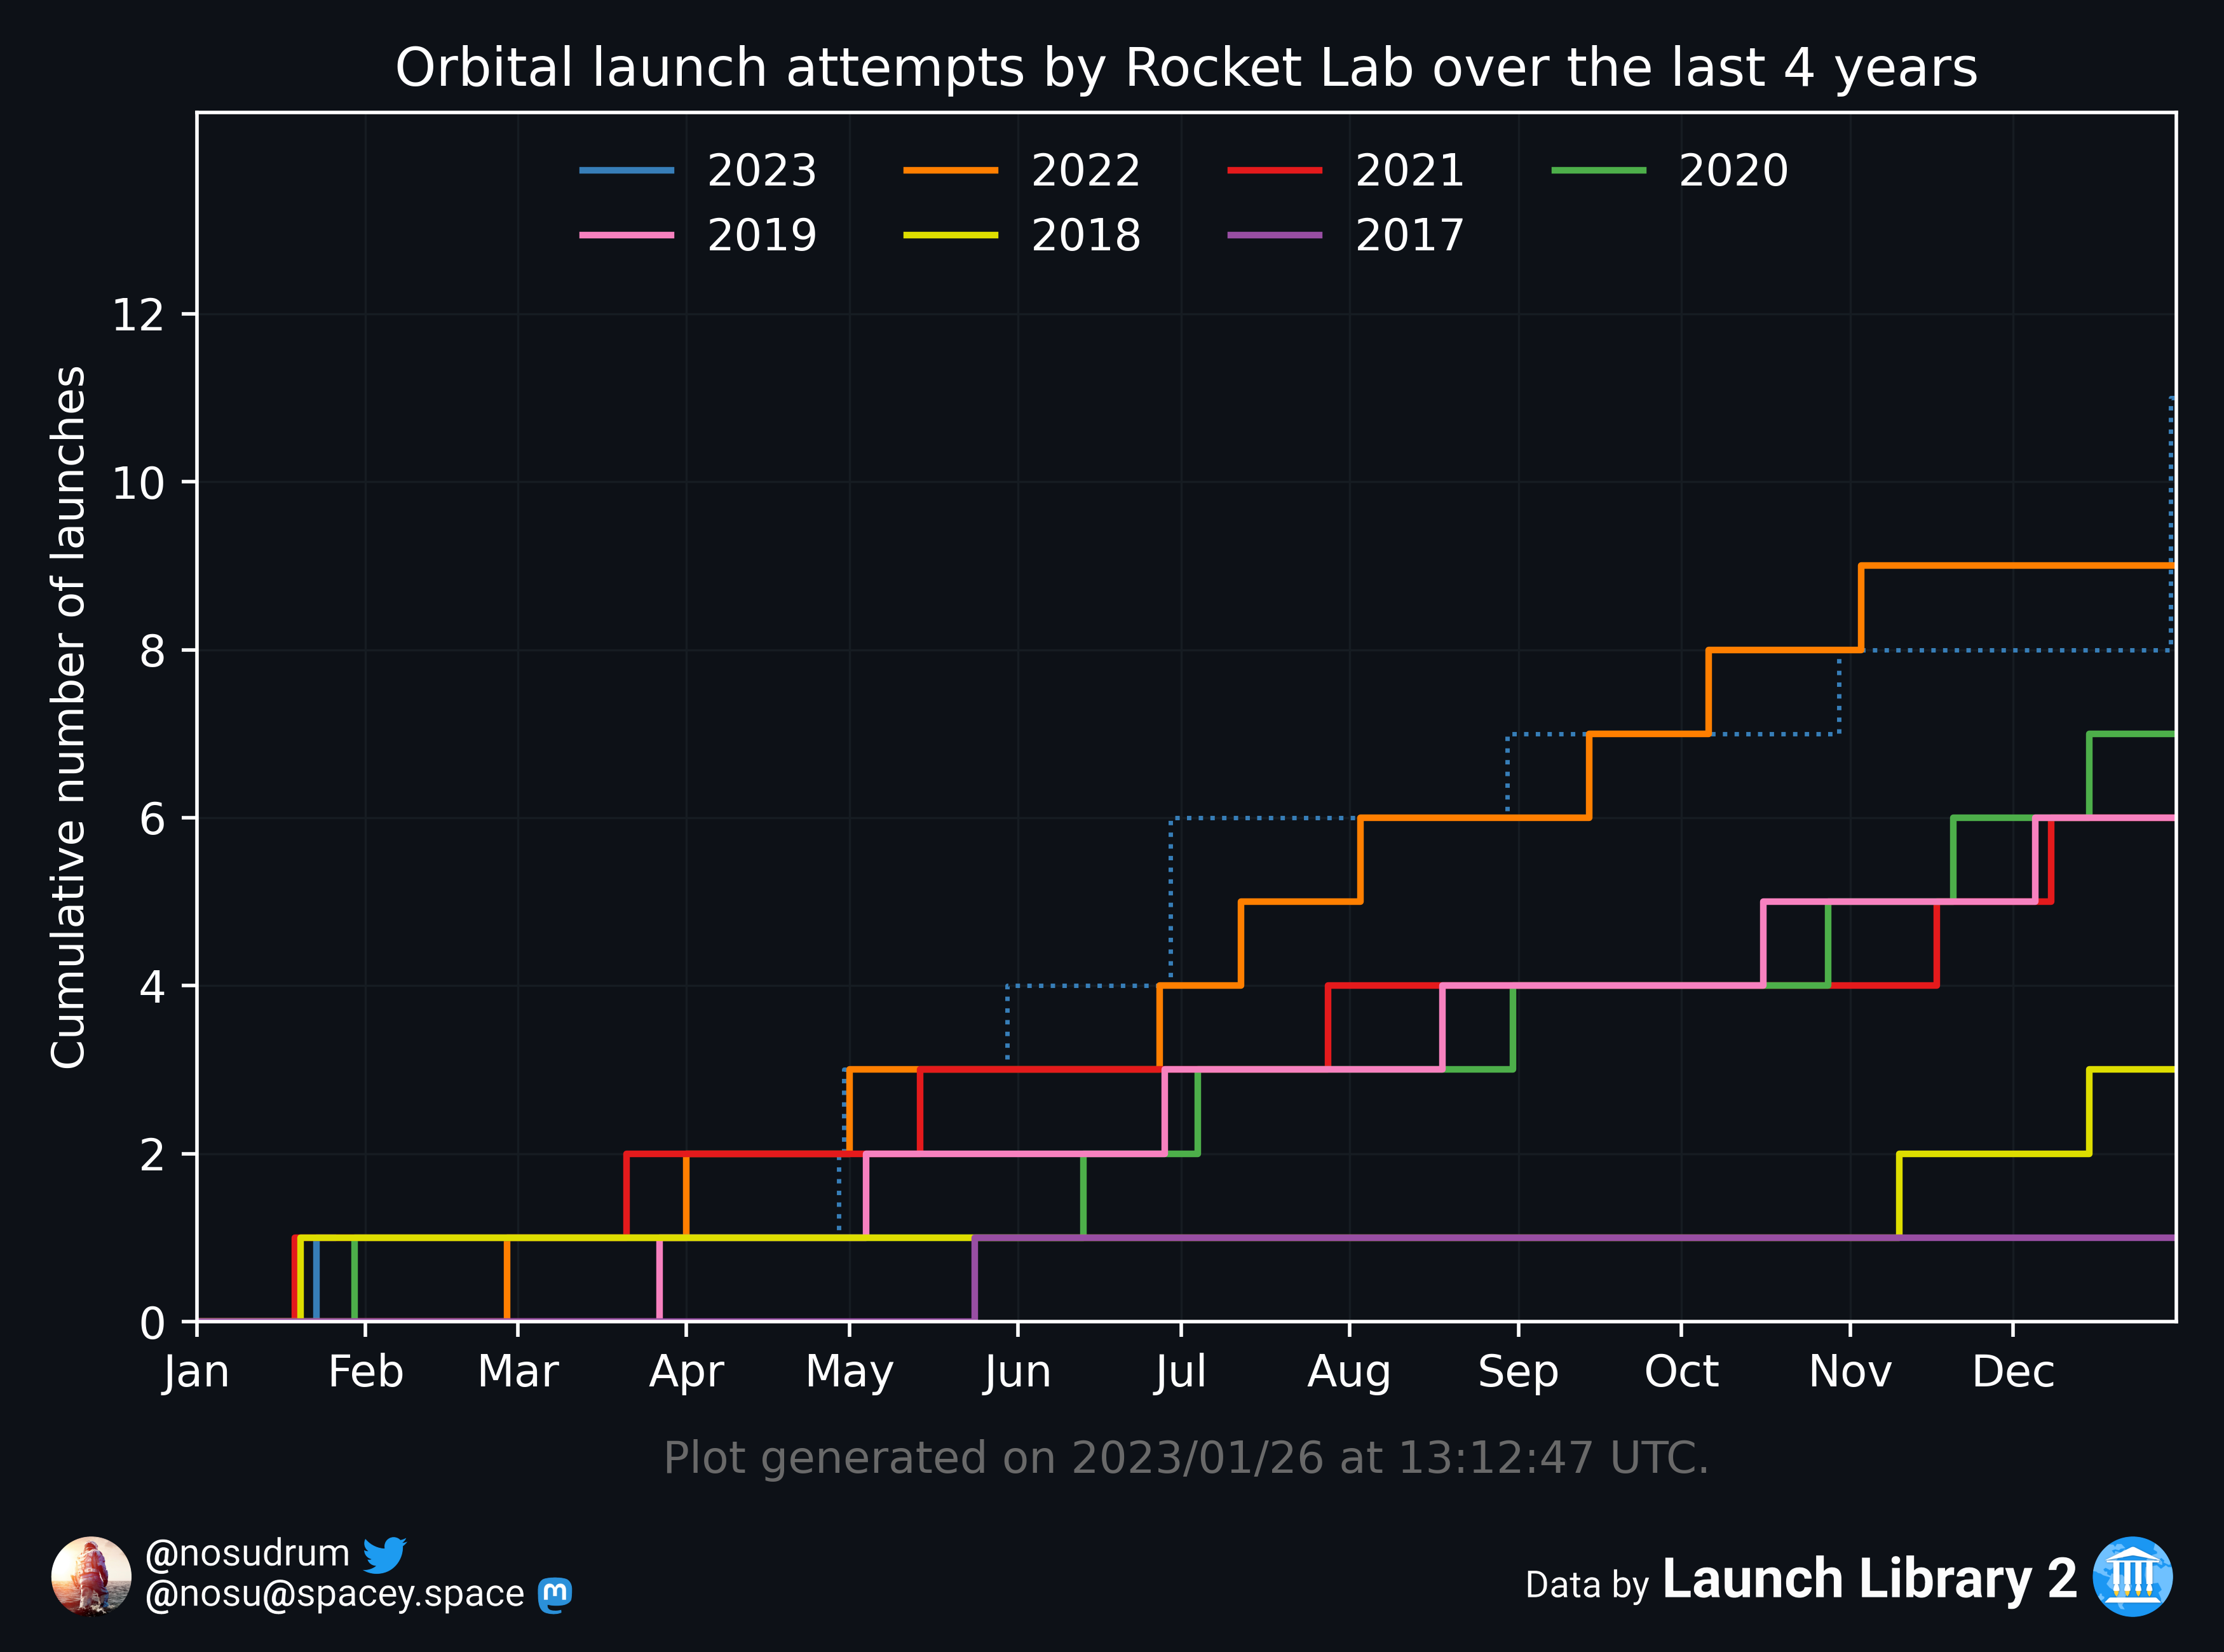 Orbital launch attempts by Rocket Lab over the last 4 years
2023 2022 2021 2020
2019 2018 2017
Cumulative number of launches
12
10
8
6
4
2
0
Jan Feb Mar Apr May Jun Jul Aug Sep Oct Nov Dec
Plot generated on 2023/01/26 at 13:12:47 UTC.
@nosudrum
@nosu@spacey.space
Data by Launch Library 2